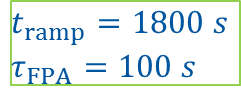 t_ramp = 1800 s
τ_FPA = 100 s